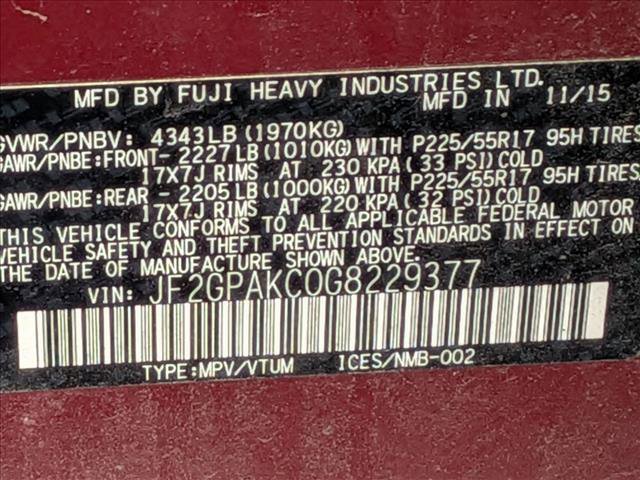 MFD BY FUJI HEAVY INDUSTRIES LTD.
MFD IN 11/15
GVWR/PNBV: 4343LB(1970KG)
GAWR/PNBE:FRONT- 2227LB(1010KG)WITH P225/55R17 95H TIRES
17X7J RIMS AT 230 KPA(33 PSI)COLD
GAWR/PNBE:REAR - 2205LB(1000KG)WITH P225/55R17 95H TIRES
17X7J RIMS AT 220 KPA(32 PSI)COLD
THIS VEHICLE CONFORMS TO ALL APPLICABLE FEDERAL MOTOR
VEHICLE SAFETY AND THEFT PREVENTION STANDARDS IN EFFECT ON
THE DATE OF MANUFACTURE SHOWN ABOVE.
VIN: JF2GPAKC0G8229377
TYPE:MPV/VTUM ICES/NMB-002